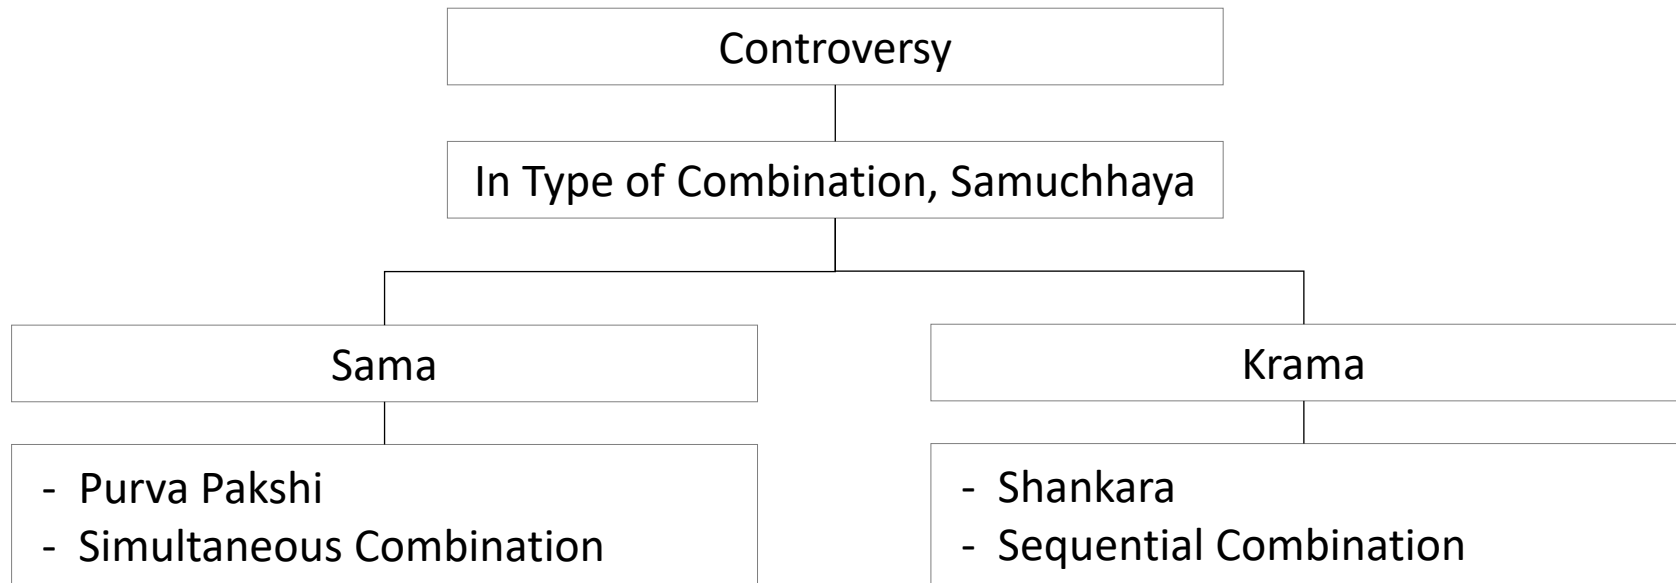 Controversy
In Type of Combination, Samuchhaya
Sama
Krama
- Purva Pakshi
- Simultaneous Combination
- Shankara
- Sequential Combination